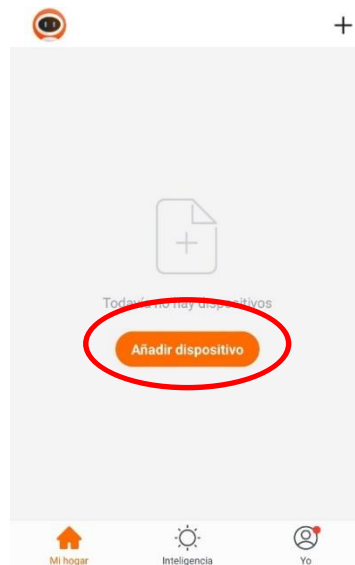 Todavía no hay dispositivos
Añadir dispositivo
Mi hogar
Inteligencia
Yo